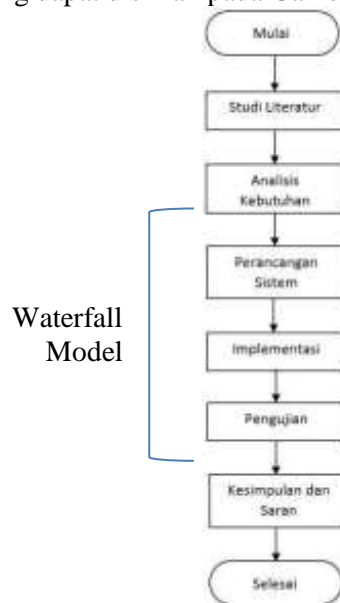 Mulai
Studi Literatur
Analisis
Kebutuhan
Perancangan
Sistem
Waterfall
Model
Implementasi
Pengujian
Kesimpulan dan
Saran
Selesai